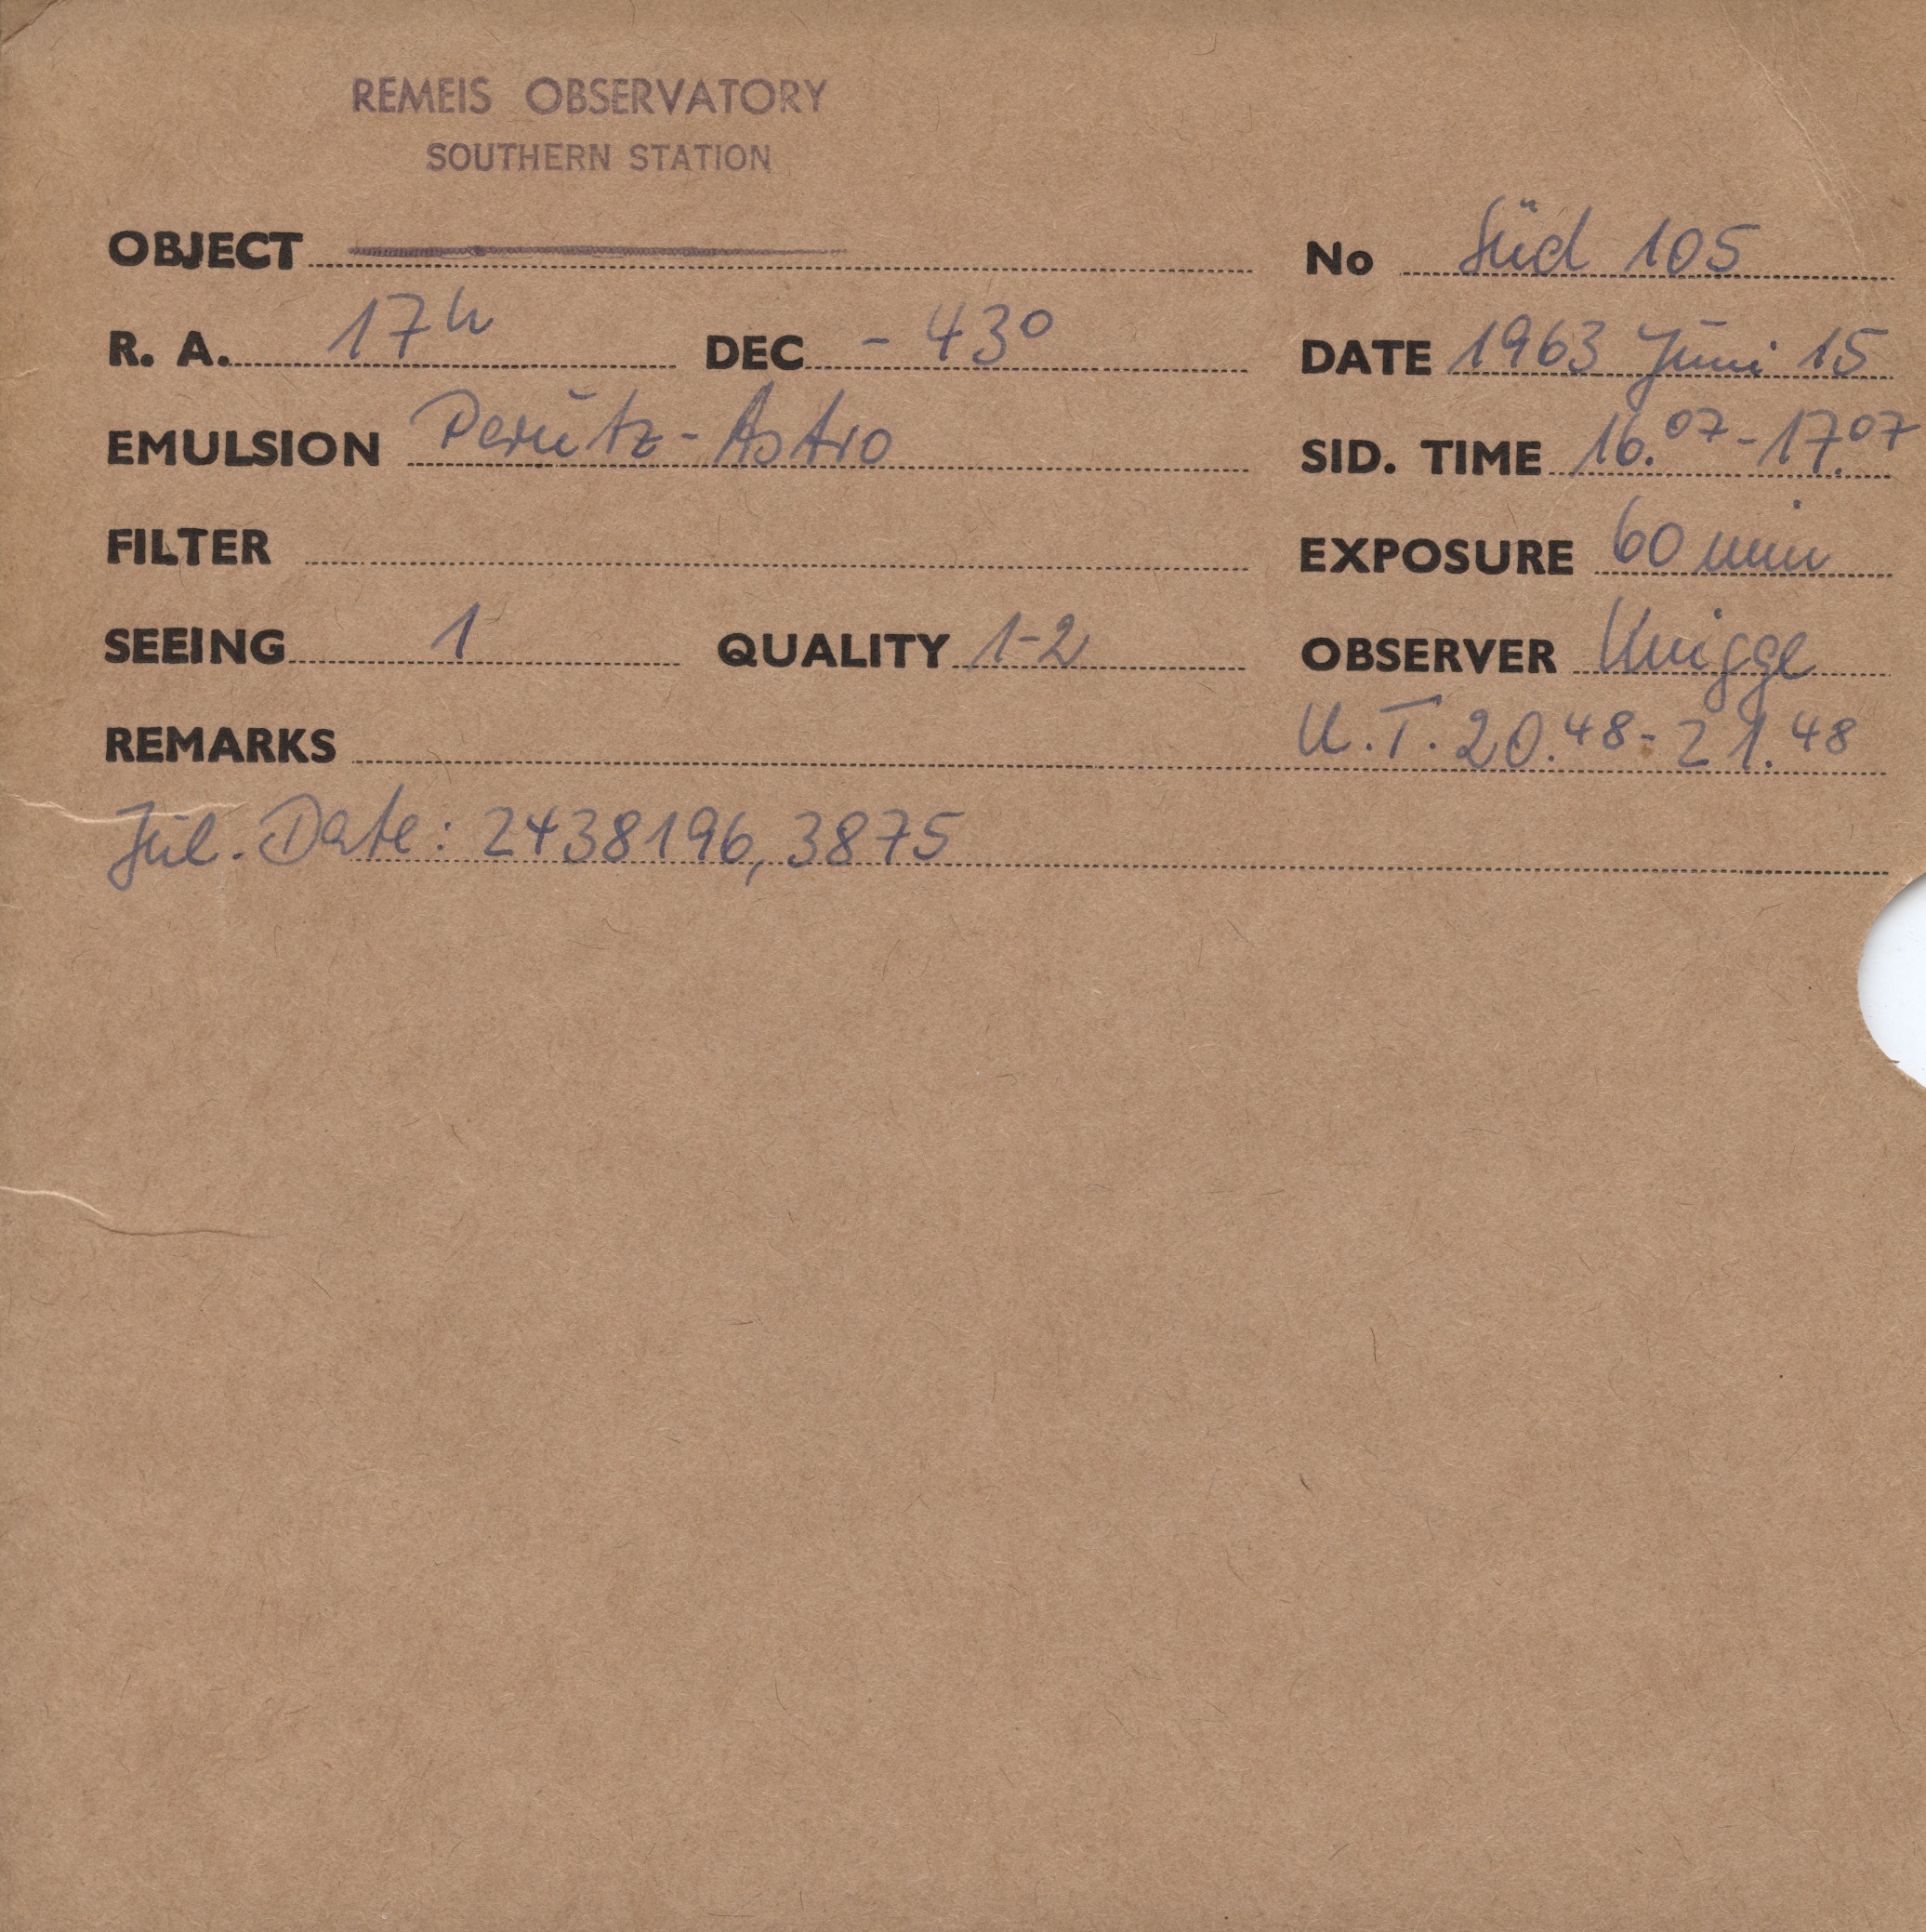 REMEIS OBSERVATORY
SOUTHERN STATION
OBJECT No Süd 105
R. A. 17h DEC - 43° DATE 1963 Juni 15
EMULSION Perutz-Astro SID. TIME 16.07-17.07
FILTER EXPOSURE 60 min
SEEING 1 QUALITY 1-2 OBSERVER Knigge
REMARKS U.T. 20.48-21.48
Jul. Date: 2438196,3875